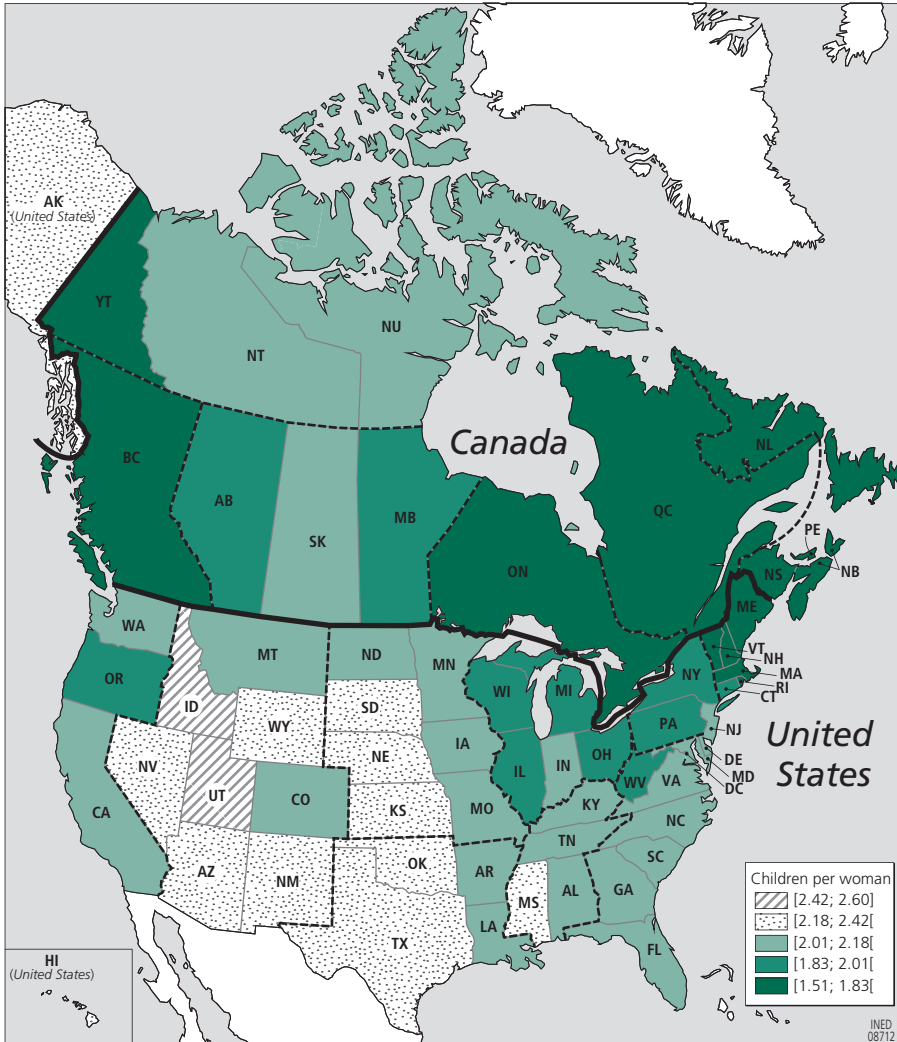 AK
(United States)
YT
NT
NU
Canada
BC
AB
SK
MB
ON
QC
NL
PE
NS
NB
ME
WA
MT
ND
MN
VT
NH
MA
RI
CT
OR
ID
WY
SD
WI
MI
NY
NV
UT
CO
NE
IA
IL
IN
OH
PA
NJ
United
States
DE
MD
DC
CA
KS
MO
KY
WV
VA
AZ
NM
OK
AR
TN
NC
SC
TX
LA
MS
AL
GA
FL
HI
(United States)
Children per woman
[2.42; 2.60]
[2.18; 2.42[
[2.01; 2.18[
[1.83; 2.01[
[1.51; 1.83[
INED
08712